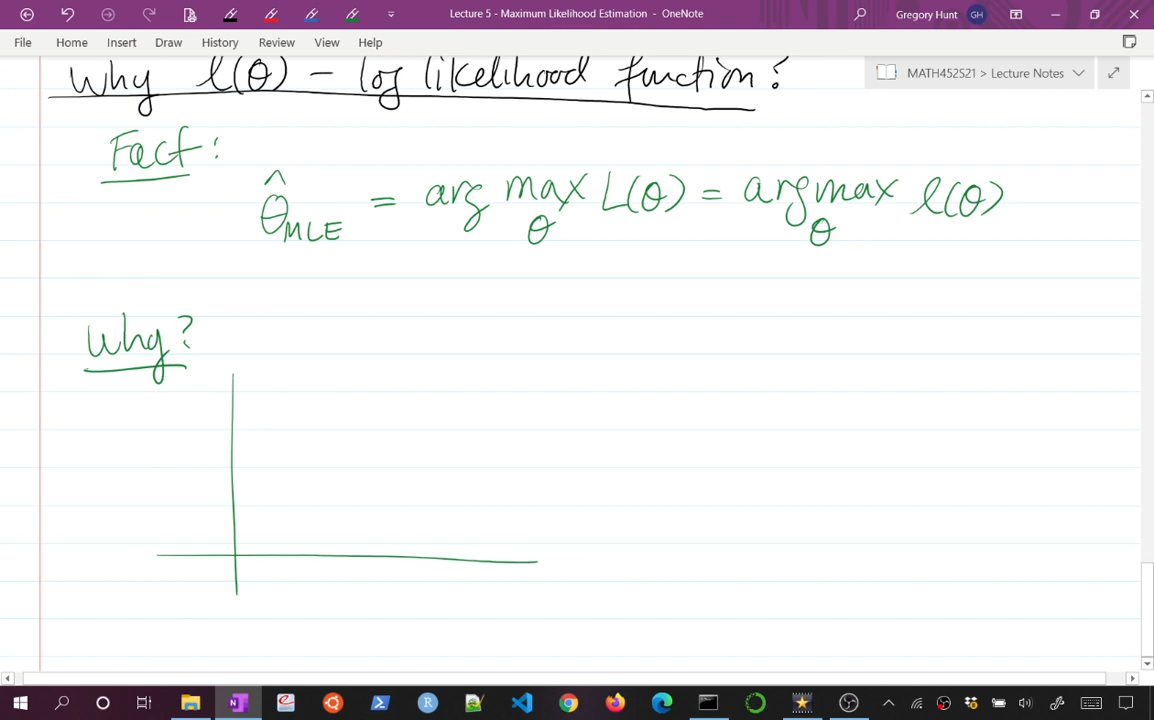 Lecture 5 - Maximum Likelihood Estimation - OneNote
Gregory Hunt GH
File Home Insert Draw History Review View Help
MATH452S21 > Lecture Notes
Why ℓ(θ) - log likelihood function?
Fact:
θ̂_MLE = arg max_θ L(θ) = argmax_θ ℓ(θ)
Why?